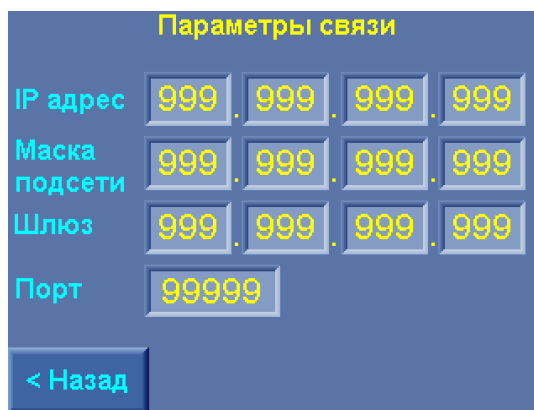 Параметры связи
IP адрес 999 . 999 . 999 . 999
Маска
подсети 999 . 999 . 999 . 999
Шлюз 999 . 999 . 999 . 999
Порт 99999
< Назад